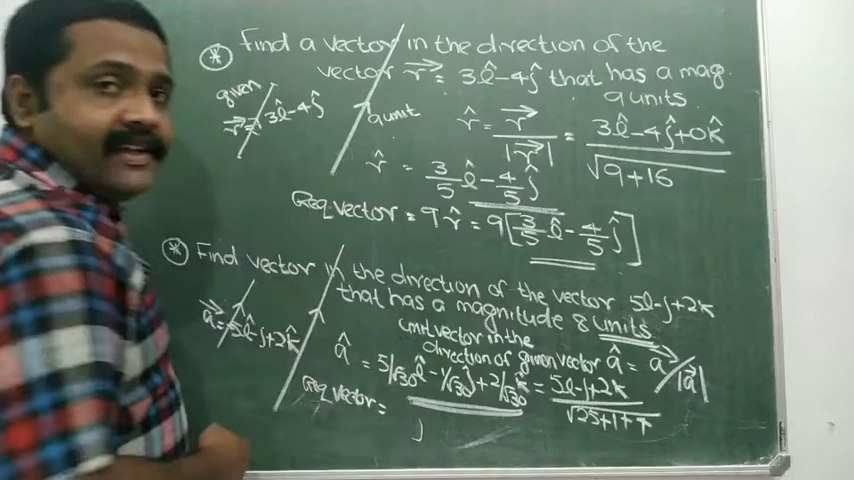 * Find a vector in the direction of the
vector r⃗ = 3î-4ĵ that has a mag.
9 units
given
r⃗ = 3î-4ĵ
9 unit
r̂ = r⃗ / |r⃗| = 3î-4ĵ+0k̂ / √9+16
r̂ = 3/5 î - 4/5 ĵ
Req. vector = 9 r̂ = 9[3/5 î - 4/5 ĵ]
* Find vector in the direction of the vector 5i-j+2k
that has a magnitude 8 units
a⃗ = 5î-j+2k̂
unit vector in the
direction of given vector â = a⃗/|a⃗|
â = 5/√30 î - 1/√30 ĵ + 2/√30 k̂ = 5i-j+2k / √25+1+
Req. vector =